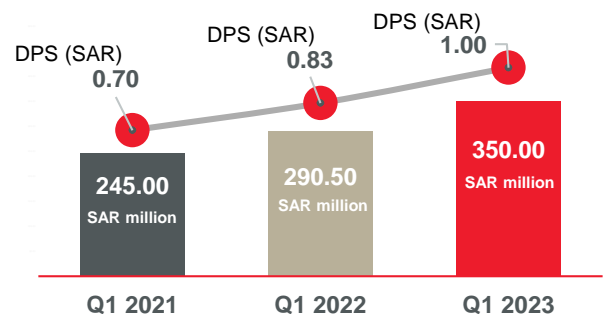 DPS (SAR)
0.70
DPS (SAR)
0.83
DPS (SAR)
1.00
245.00
SAR million
290.50
SAR million
350.00
SAR million
Q1 2021
Q1 2022
Q1 2023